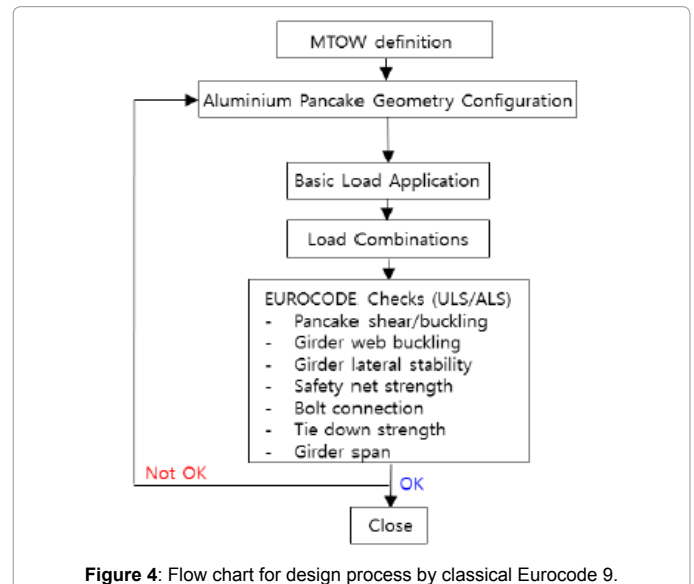 MTOW definition
Aluminium Pancake Geometry Configuration
Basic Load Application
Load Combinations
EUROCODE Checks (ULS/ALS)
- Pancake shear/buckling
- Girder web buckling
- Girder lateral stability
- Safety net strength
- Bolt connection
- Tie down strength
- Girder span
Not OK
OK
Close
Figure 4: Flow chart for design process by classical Eurocode 9.